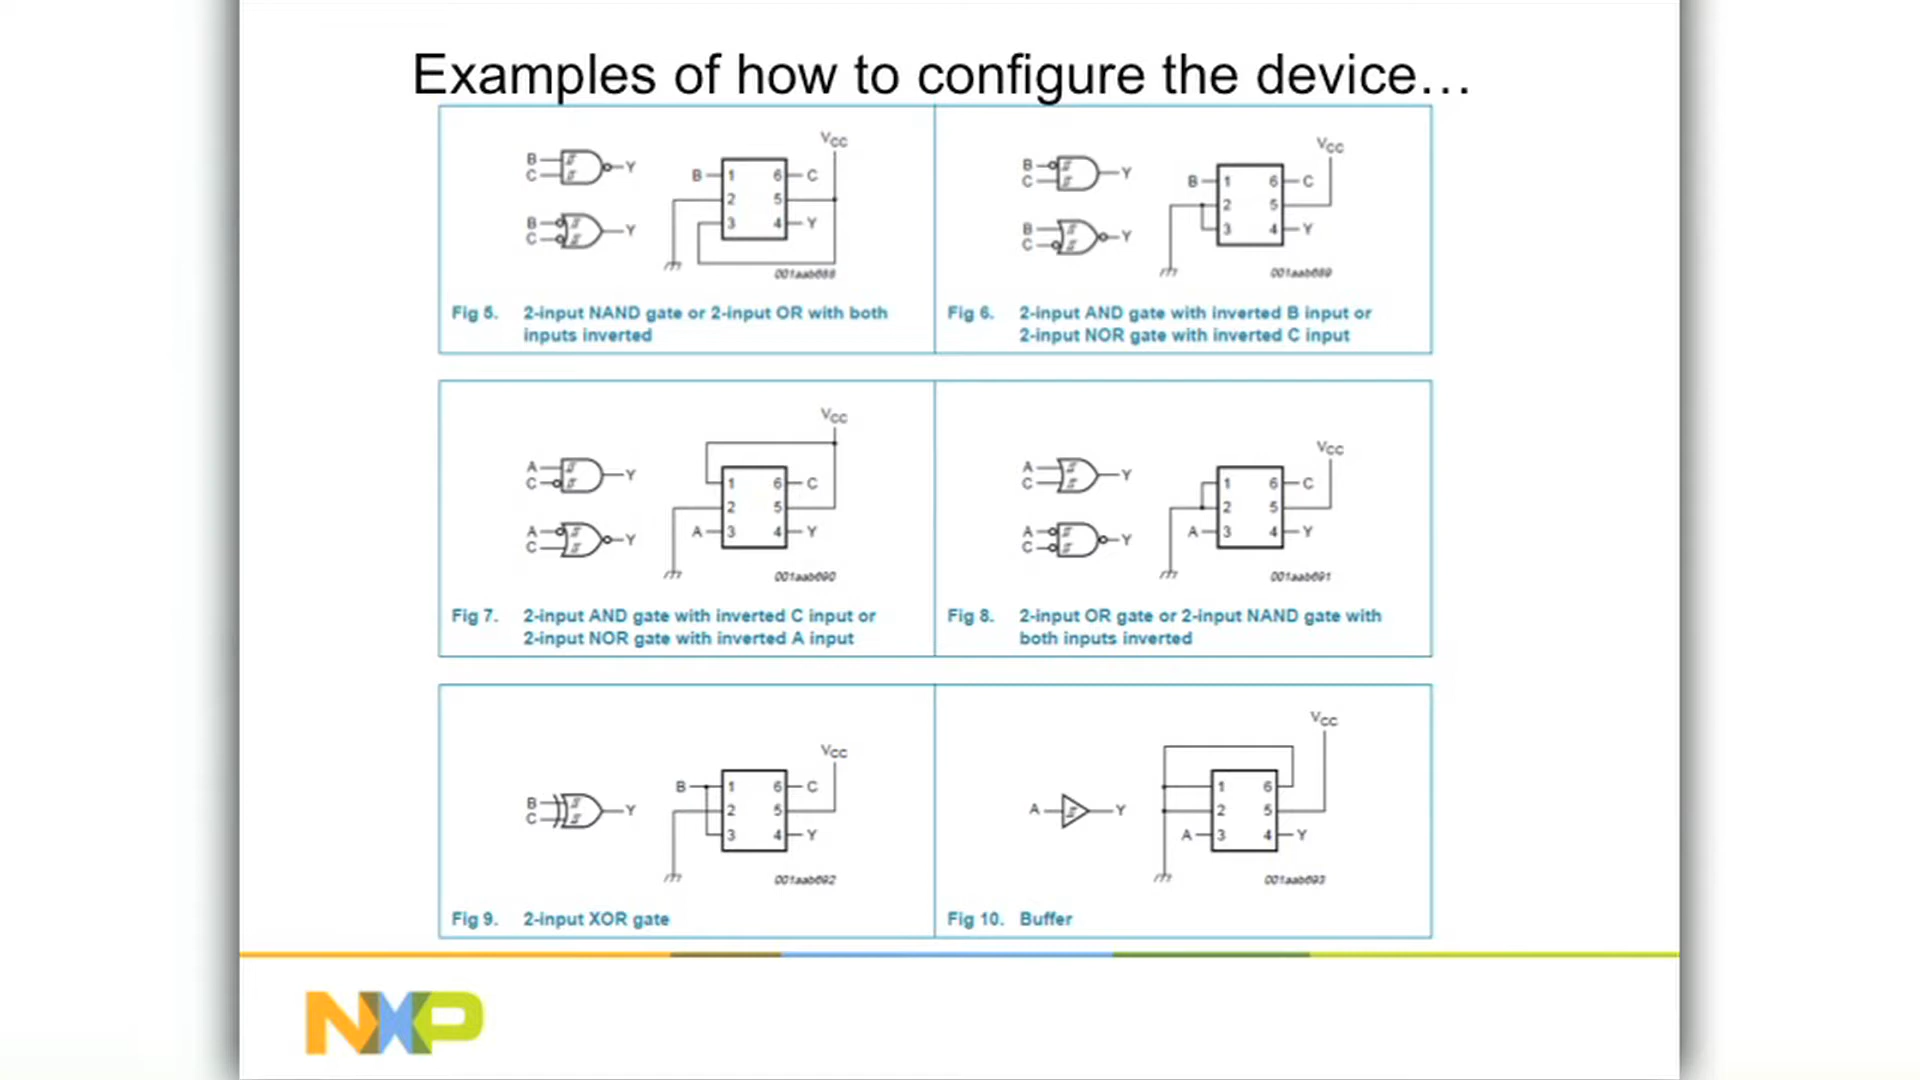 Examples of how to configure the device…
B
C
Y
B
C
Y
VCC
B 1 6 C
2 5
3 4 Y
001aab688
Fig 5. 2-input NAND gate or 2-input OR with both
inputs inverted
B
C
Y
B
C
Y
VCC
B 1 6 C
2 5
3 4 Y
001aab689
Fig 6. 2-input AND gate with inverted B input or
2-input NOR gate with inverted C input
A
C
Y
A
C
Y
VCC
1 6 C
2 5
A 3 4 Y
001aab690
Fig 7. 2-input AND gate with inverted C input or
2-input NOR gate with inverted A input
A
C
Y
A
C
Y
VCC
1 6 C
2 5
A 3 4 Y
001aab691
Fig 8. 2-input OR gate or 2-input NAND gate with
both inputs inverted
B
C
Y
VCC
B 1 6 C
2 5
3 4 Y
001aab692
Fig 9. 2-input XOR gate
A Y
VCC
1 6
2 5
A 3 4 Y
001aab693
Fig 10. Buffer
NXP